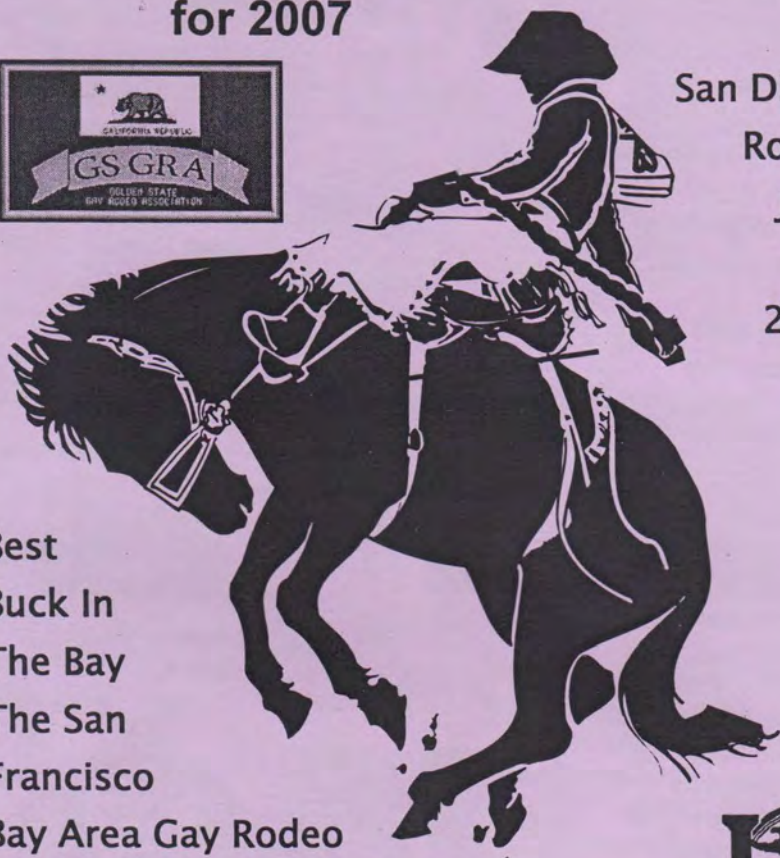 for 2007
CALIFORNIA REPUBLIC
GSGRA
GOLDEN STATE
GAY RODEO ASSOCIATION
San D
Ro
2
Best
Buck In
The Bay
The San
Francisco
Bay Area Gay Rodeo